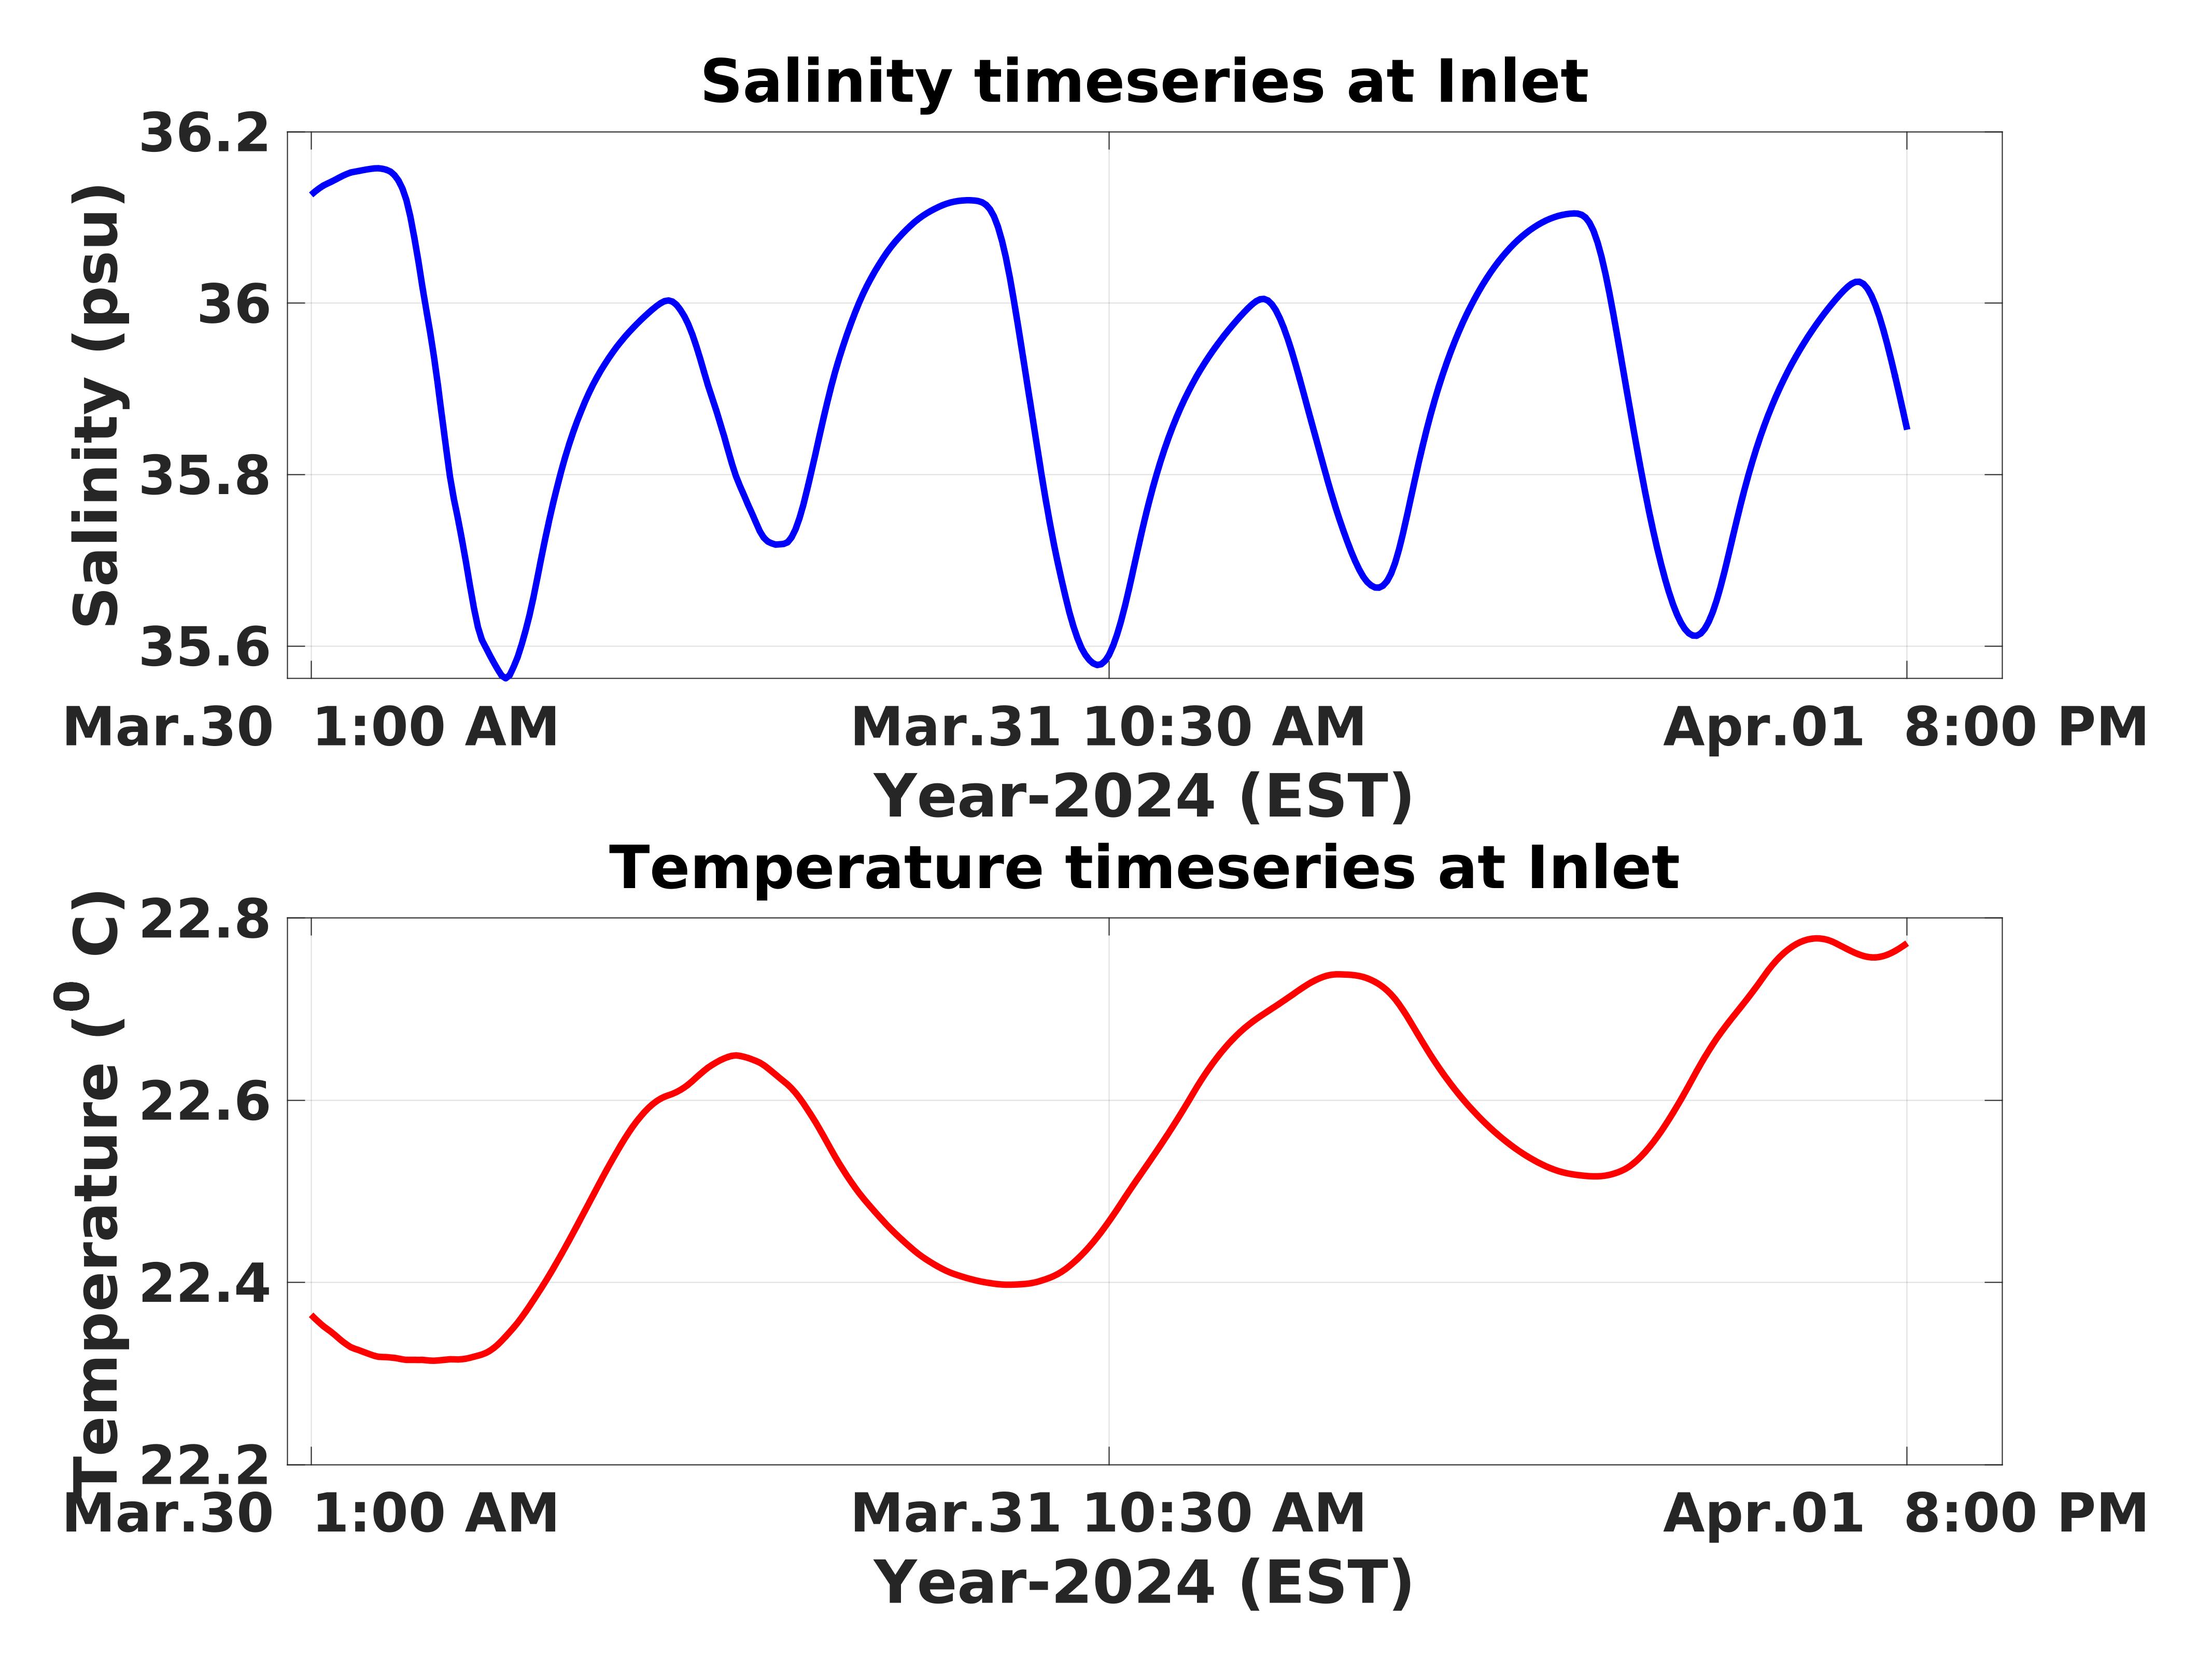 Salinity timeseries at Inlet
Salinity (psu)
36.2
36
35.8
35.6
Mar.30  1:00 AM
Mar.31 10:30 AM
Apr.01  8:00 PM
Year-2024 (EST)
Temperature timeseries at Inlet
Temperature (⁰ C)
22.8
22.6
22.4
22.2
Mar.30  1:00 AM
Mar.31 10:30 AM
Apr.01  8:00 PM
Year-2024 (EST)